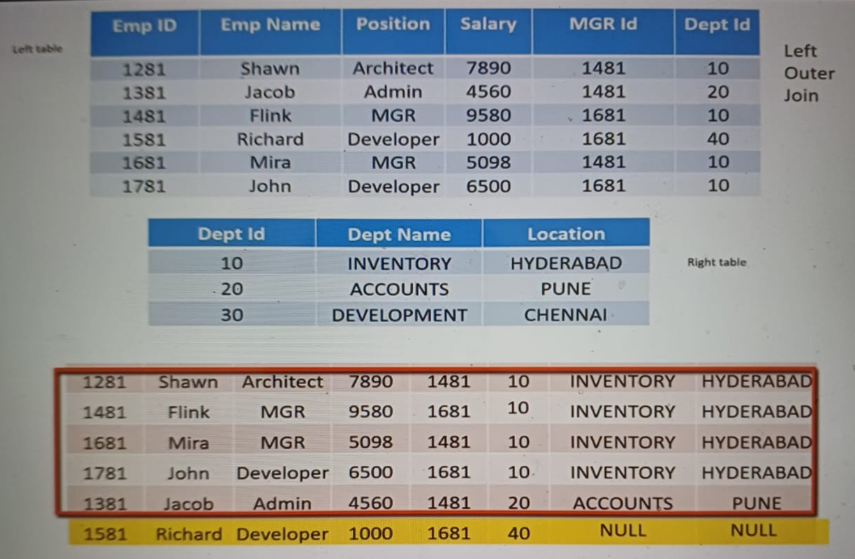 Emp ID Emp Name Position Salary MGR Id Dept Id
Left table
Left
Outer
Join
1281 Shawn Architect 7890 1481 10
1381 Jacob Admin 4560 1481 20
1481 Flink MGR 9580 1681 10
1581 Richard Developer 1000 1681 40
1681 Mira MGR 5098 1481 10
1781 John Developer 6500 1681 10
Dept Id Dept Name Location
10 INVENTORY HYDERABAD
Right table
20 ACCOUNTS PUNE
30 DEVELOPMENT CHENNAI
1281 Shawn Architect 7890 1481 10 INVENTORY HYDERABAD
1481 Flink MGR 9580 1681 10 INVENTORY HYDERABAD
1681 Mira MGR 5098 1481 10 INVENTORY HYDERABAD
1781 John Developer 6500 1681 10 INVENTORY HYDERABAD
1381 Jacob Admin 4560 1481 20 ACCOUNTS PUNE
1581 Richard Developer 1000 1681 40 NULL NULL